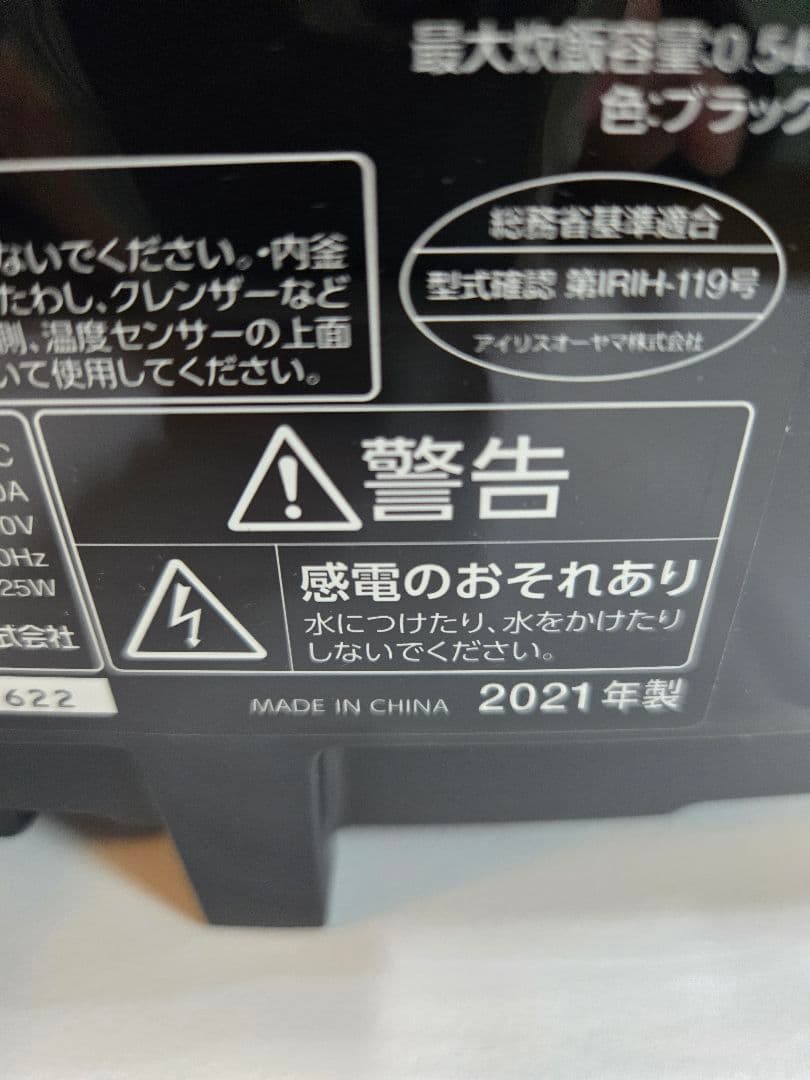 最大炊飯容量:0.54
色:ブラック
ないでください。・内釜
たわし、クレンザーなど
側、温度センサーの上面
いて使用してください。
総務省基準適合
型式確認 第IRIH-119号
アイリスオーヤマ株式会社
C
0A
0V
0Hz
25W
式会社
622
警告
感電のおそれあり
水につけたり、水をかけたり
しないでください。
MADE IN CHINA 2021年製